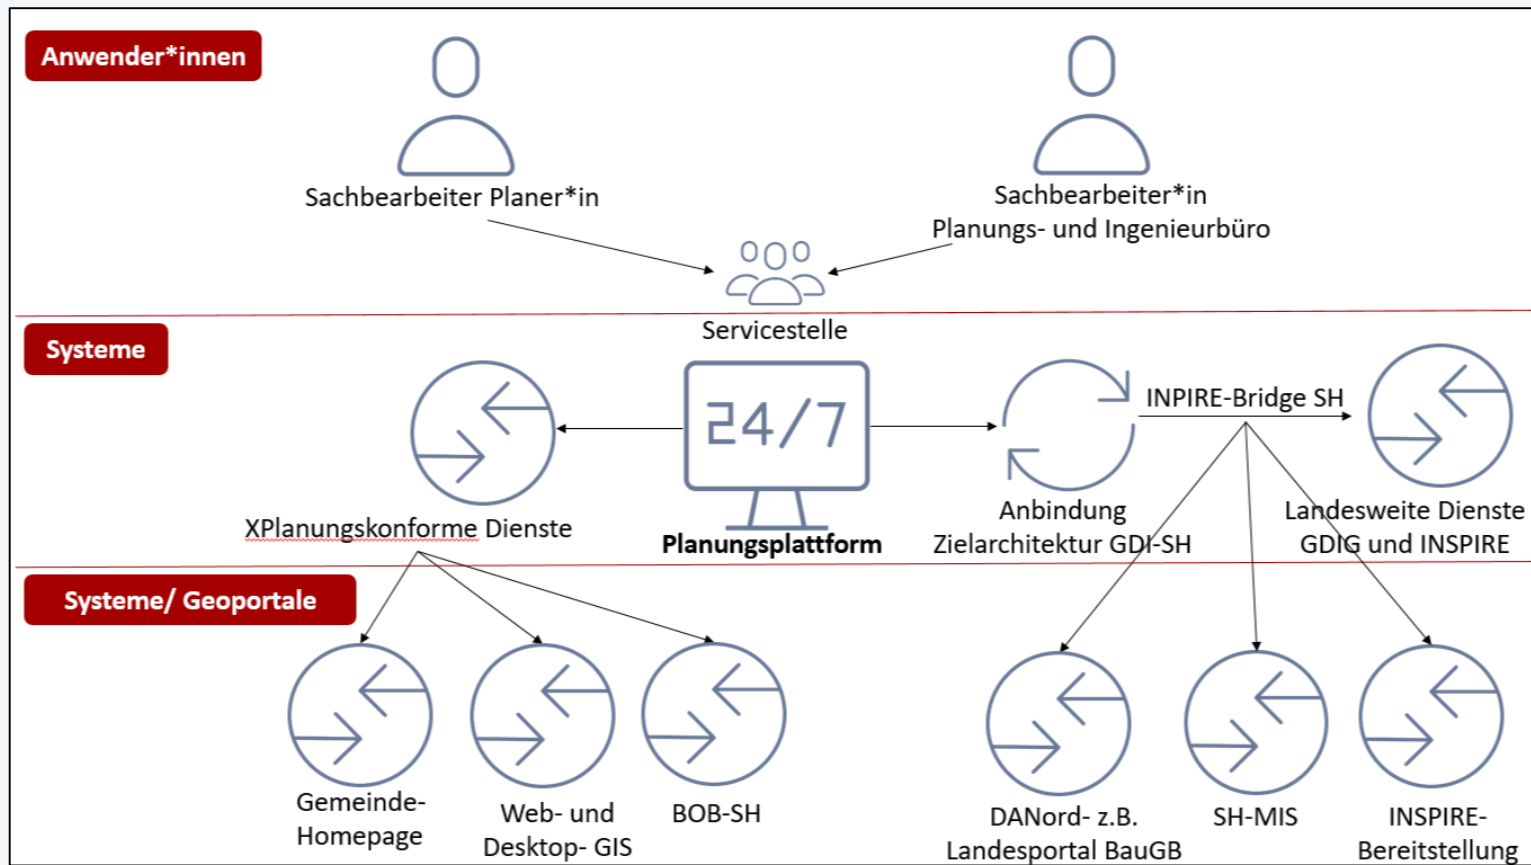 Anwender*innen
Sachbearbeiter Planer*in
Sachbearbeiter*in
Planungs- und Ingenieurbüro
Servicestelle
Systeme
24/7
INPIRE-Bridge SH
XPlanungskonforme Dienste
Planungsplattform
Anbindung
Zielarchitektur GDI-SH
Landesweite Dienste
GDIG und INSPIRE
Systeme/ Geoportale
Gemeinde-
Homepage
Web- und
Desktop- GIS
BOB-SH
DANord- z.B.
Landesportal BauGB
SH-MIS
INSPIRE-
Bereitstellung